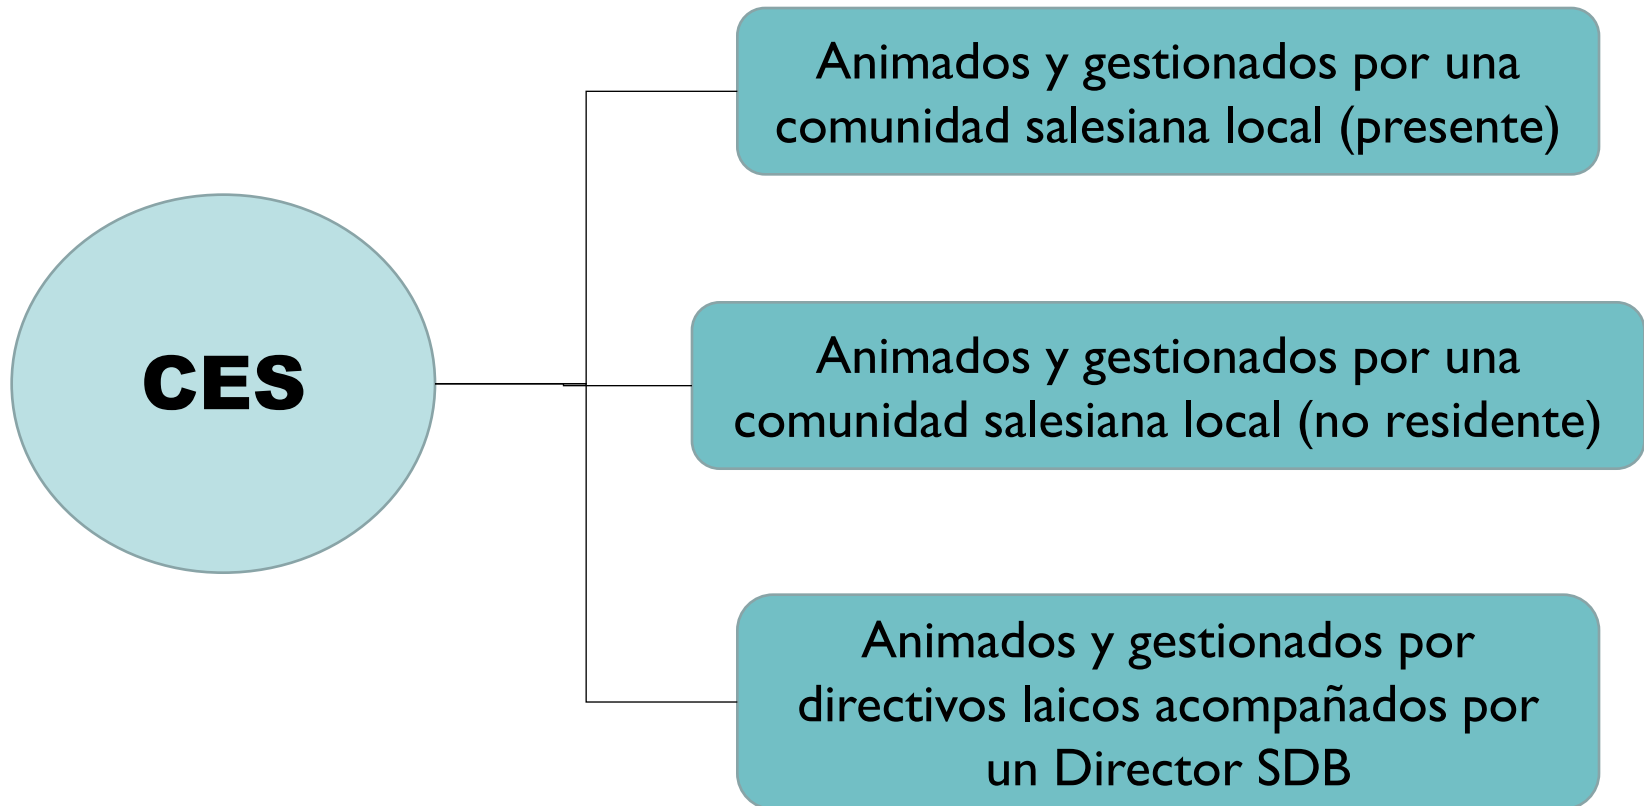 Animados y gestionados por una
comunidad salesiana local (presente)
CES
Animados y gestionados por una
comunidad salesiana local (no residente)
Animados y gestionados por
directivos laicos acompañados por
un Director SDB